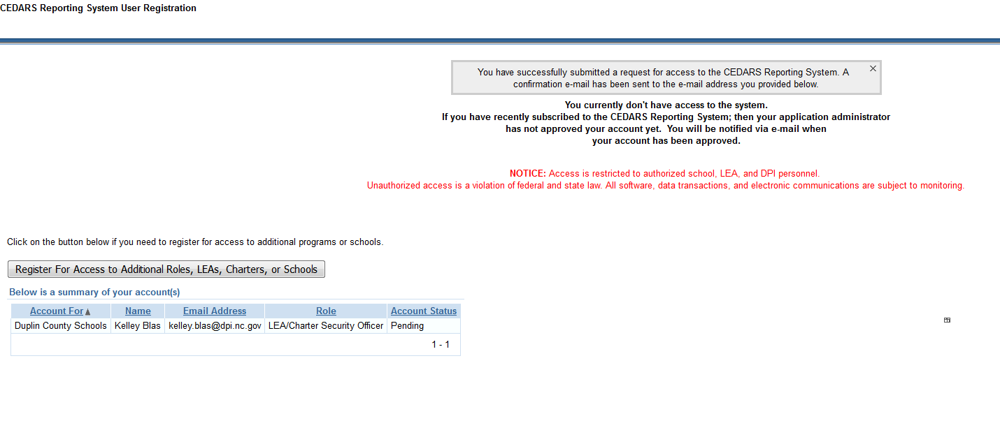 CEDARS Reporting System User Registration
You have successfully submitted a request for access to the CEDARS Reporting System. A
confirmation e-mail has been sent to the e-mail address you provided below.
You currently don't have access to the system.
If you have recently subscribed to the CEDARS Reporting System; then your application administrator
has not approved your account yet.  You will be notified via e-mail when
your account has been approved.
NOTICE: Access is restricted to authorized school, LEA, and DPI personnel.
Unauthorized access is a violation of federal and state law. All software, data transactions, and electronic communications are subject to monitoring.
Click on the button below if you need to register for access to additional programs or schools.
Register For Access to Additional Roles, LEAs, Charters, or Schools
Below is a summary of your account(s)
Account For Name Email Address Role Account Status
Duplin County Schools Kelley Blas kelley.blas@dpi.nc.gov LEA/Charter Security Officer Pending
1 - 1